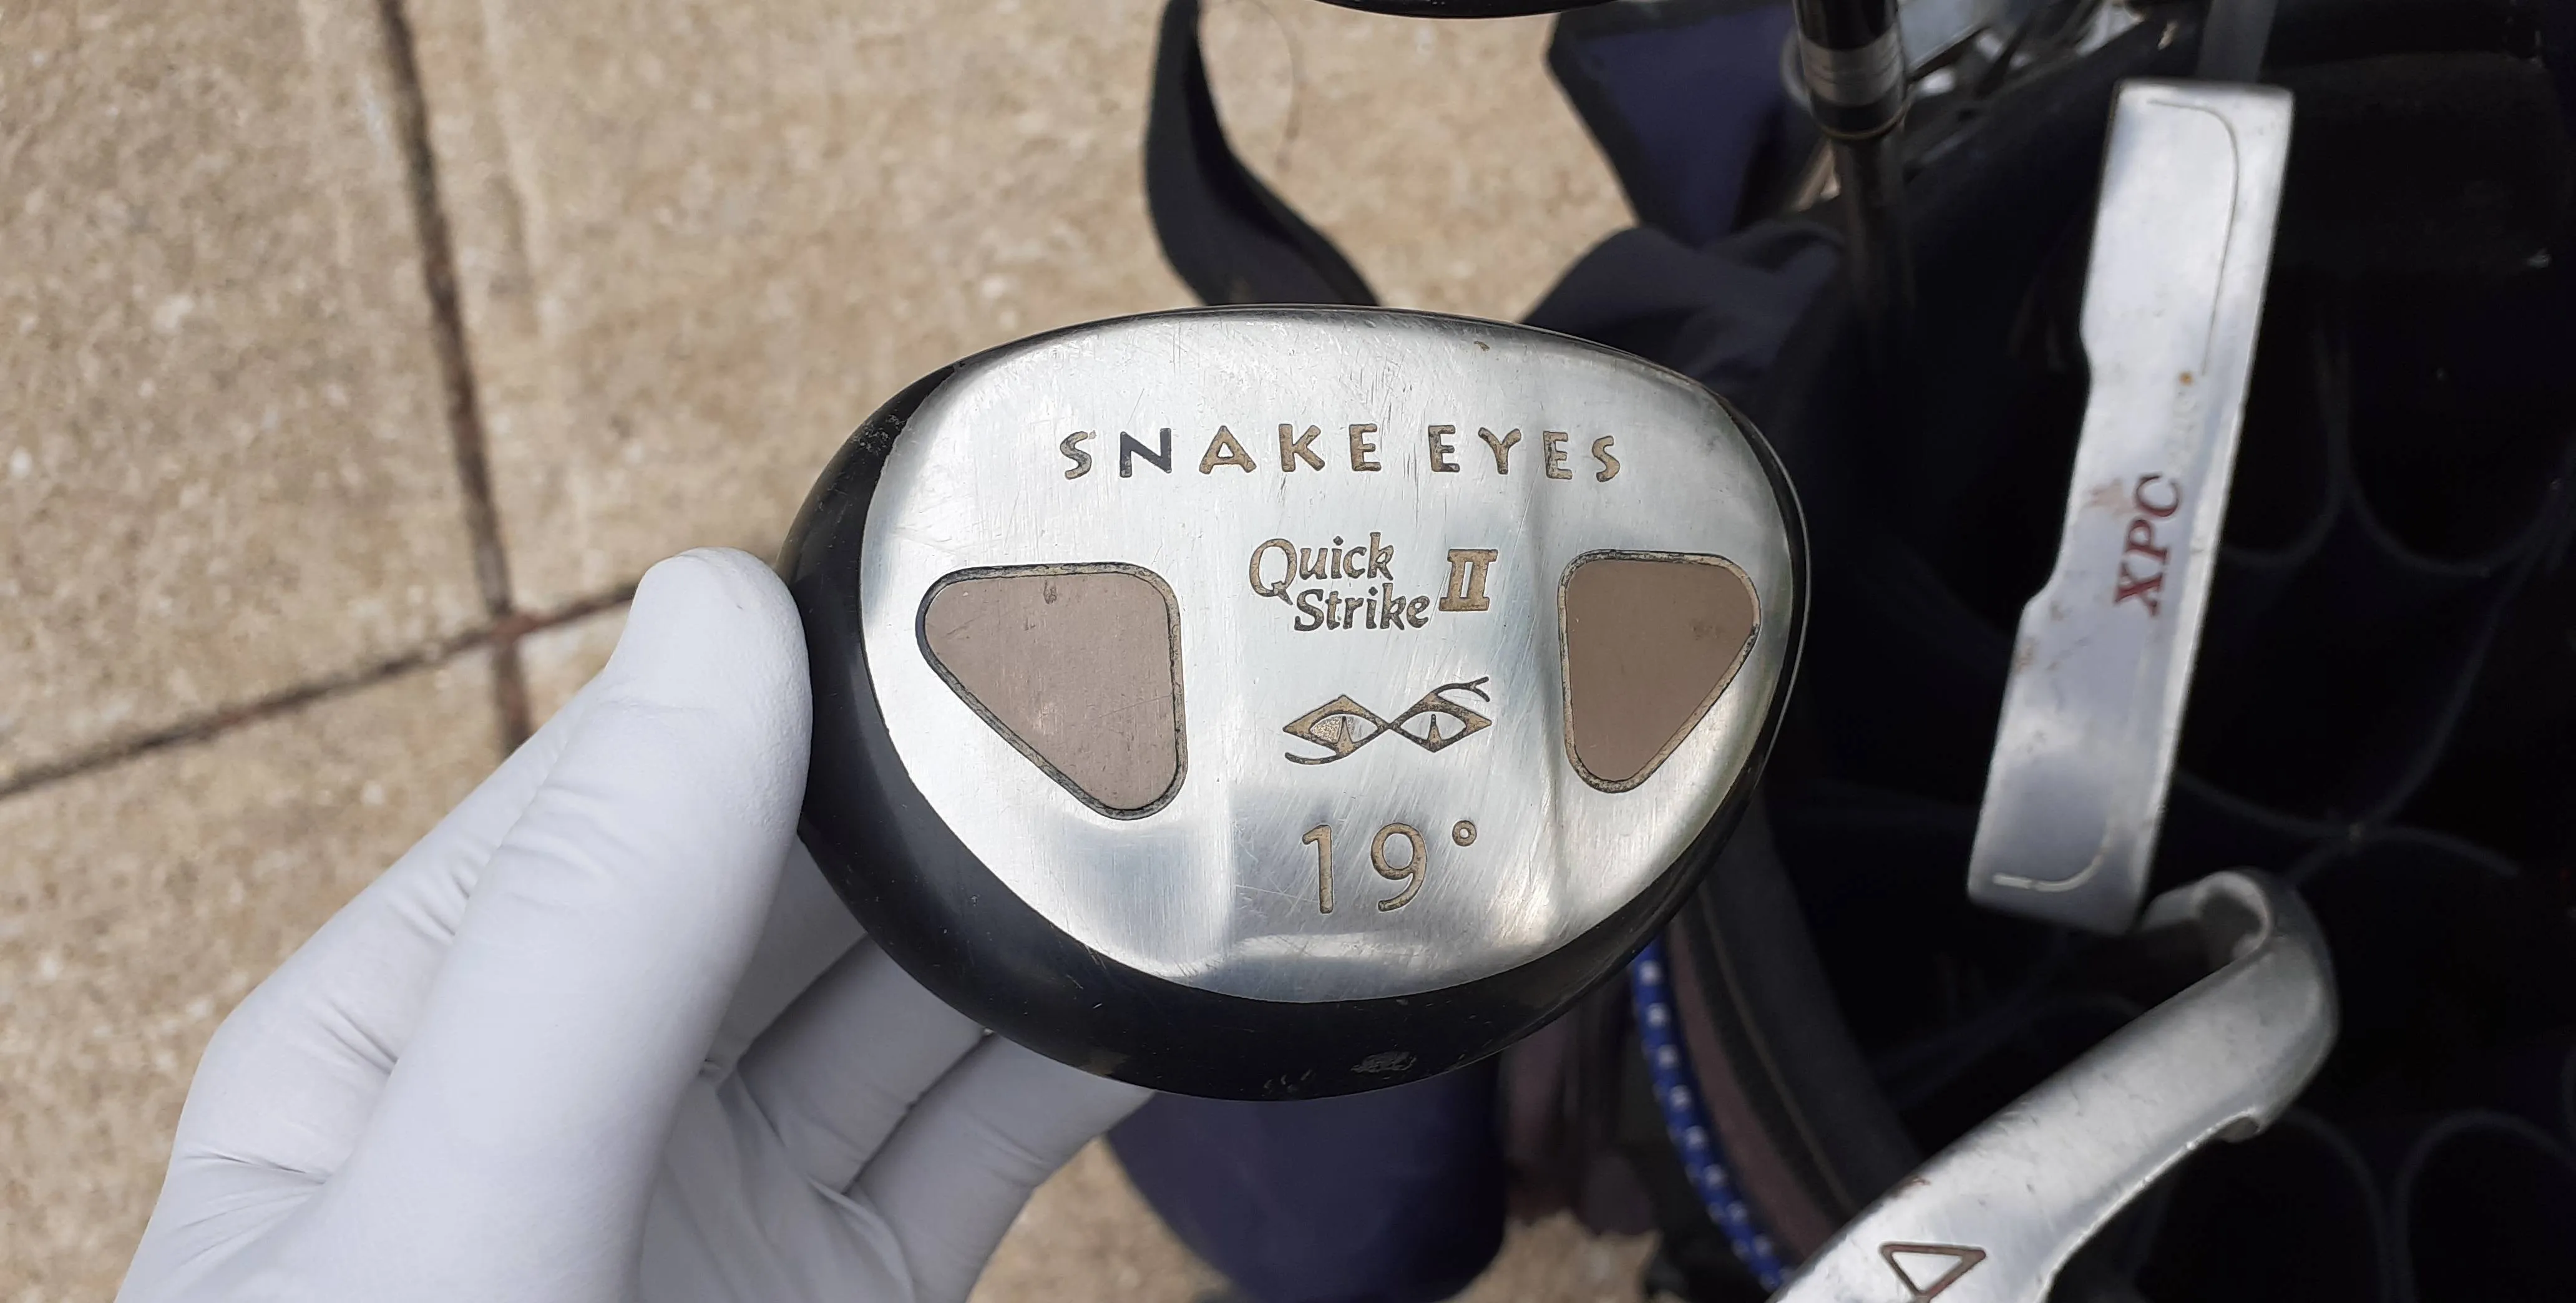 SNAKE EYES
Quick
Strike II
19°
XPC